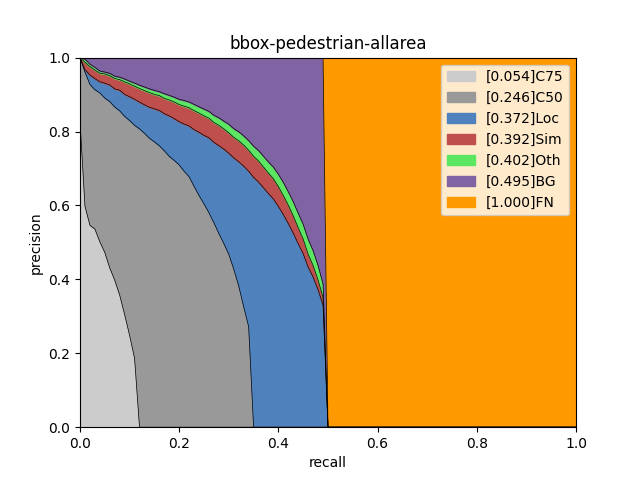 bbox-pedestrian-allarea
1.0
0.8
0.6
0.4
0.2
0.0
precision
[0.054]C75
[0.246]C50
[0.372]Loc
[0.392]Sim
[0.402]Oth
[0.495]BG
[1.000]FN
0.0 0.2 0.4 0.6 0.8 1.0
recall